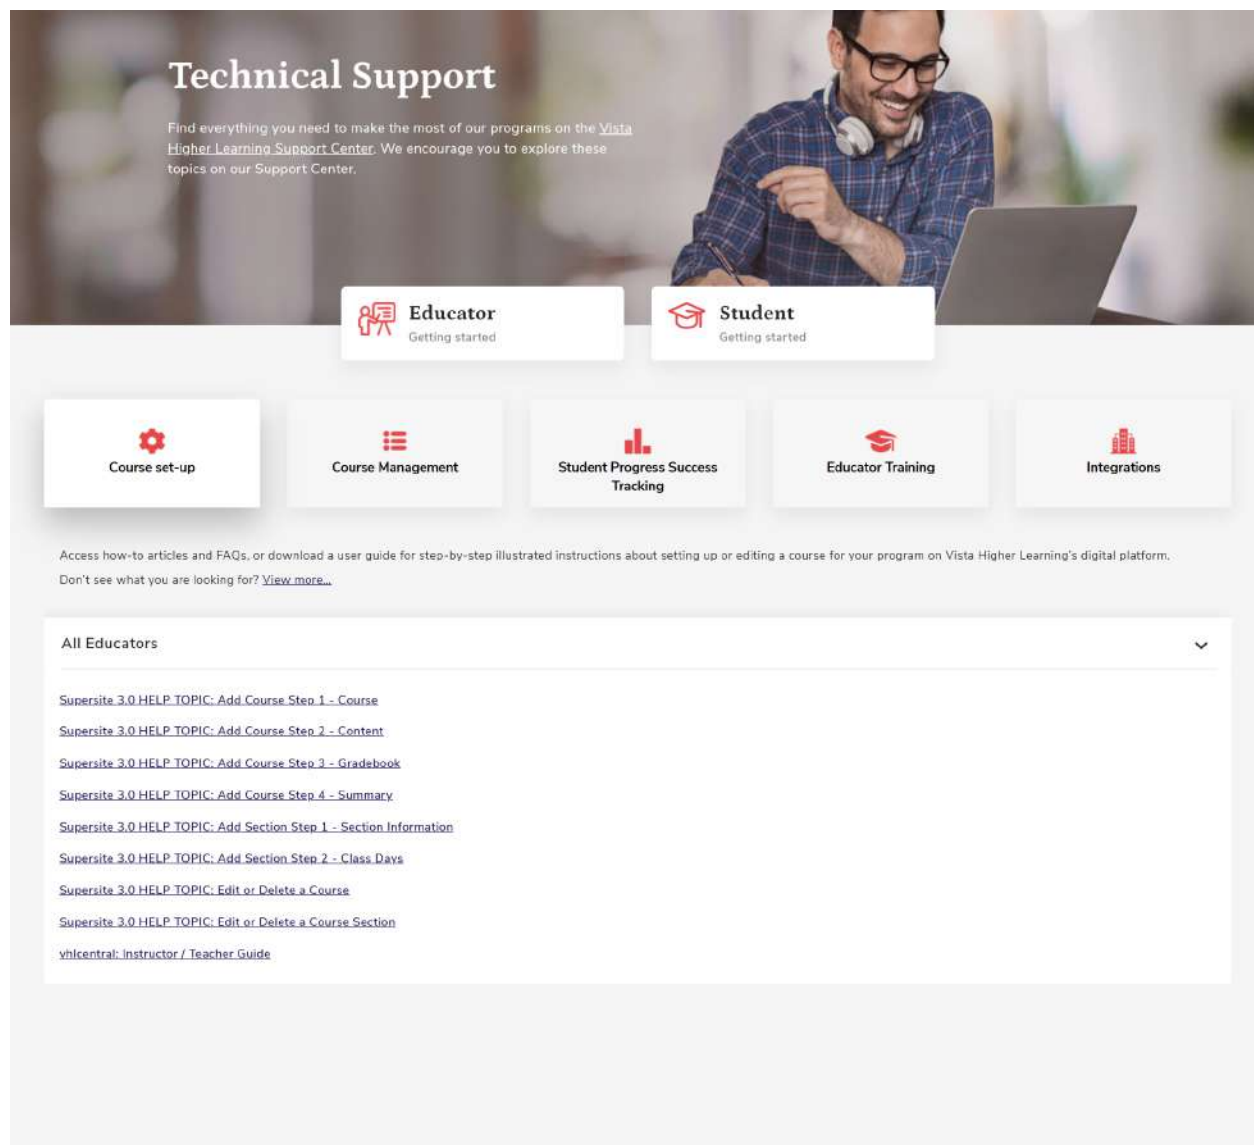 Technical Support
Find everything you need to make the most of our programs on the Vista
Higher Learning Support Center. We encourage you to explore these
topics on our Support Center.
Educator
Getting started
Student
Getting started
Course set-up
Course Management
Student Progress Success
Tracking
Educator Training
Integrations
Access how-to articles and FAQs, or download a user guide for step-by-step illustrated instructions about setting up or editing a course for your program on Vista Higher Learning's digital platform.
Don't see what you are looking for? View more...
All Educators
Supersite 3.0 HELP TOPIC: Add Course Step 1 - Course
Supersite 3.0 HELP TOPIC: Add Course Step 2 - Content
Supersite 3.0 HELP TOPIC: Add Course Step 3 - Gradebook
Supersite 3.0 HELP TOPIC: Add Course Step 4 - Summary
Supersite 3.0 HELP TOPIC: Add Section Step 1 - Section Information
Supersite 3.0 HELP TOPIC: Add Section Step 2 - Class Days
Supersite 3.0 HELP TOPIC: Edit or Delete a Course
Supersite 3.0 HELP TOPIC: Edit or Delete a Course Section
vhlcentral: Instructor / Teacher Guide